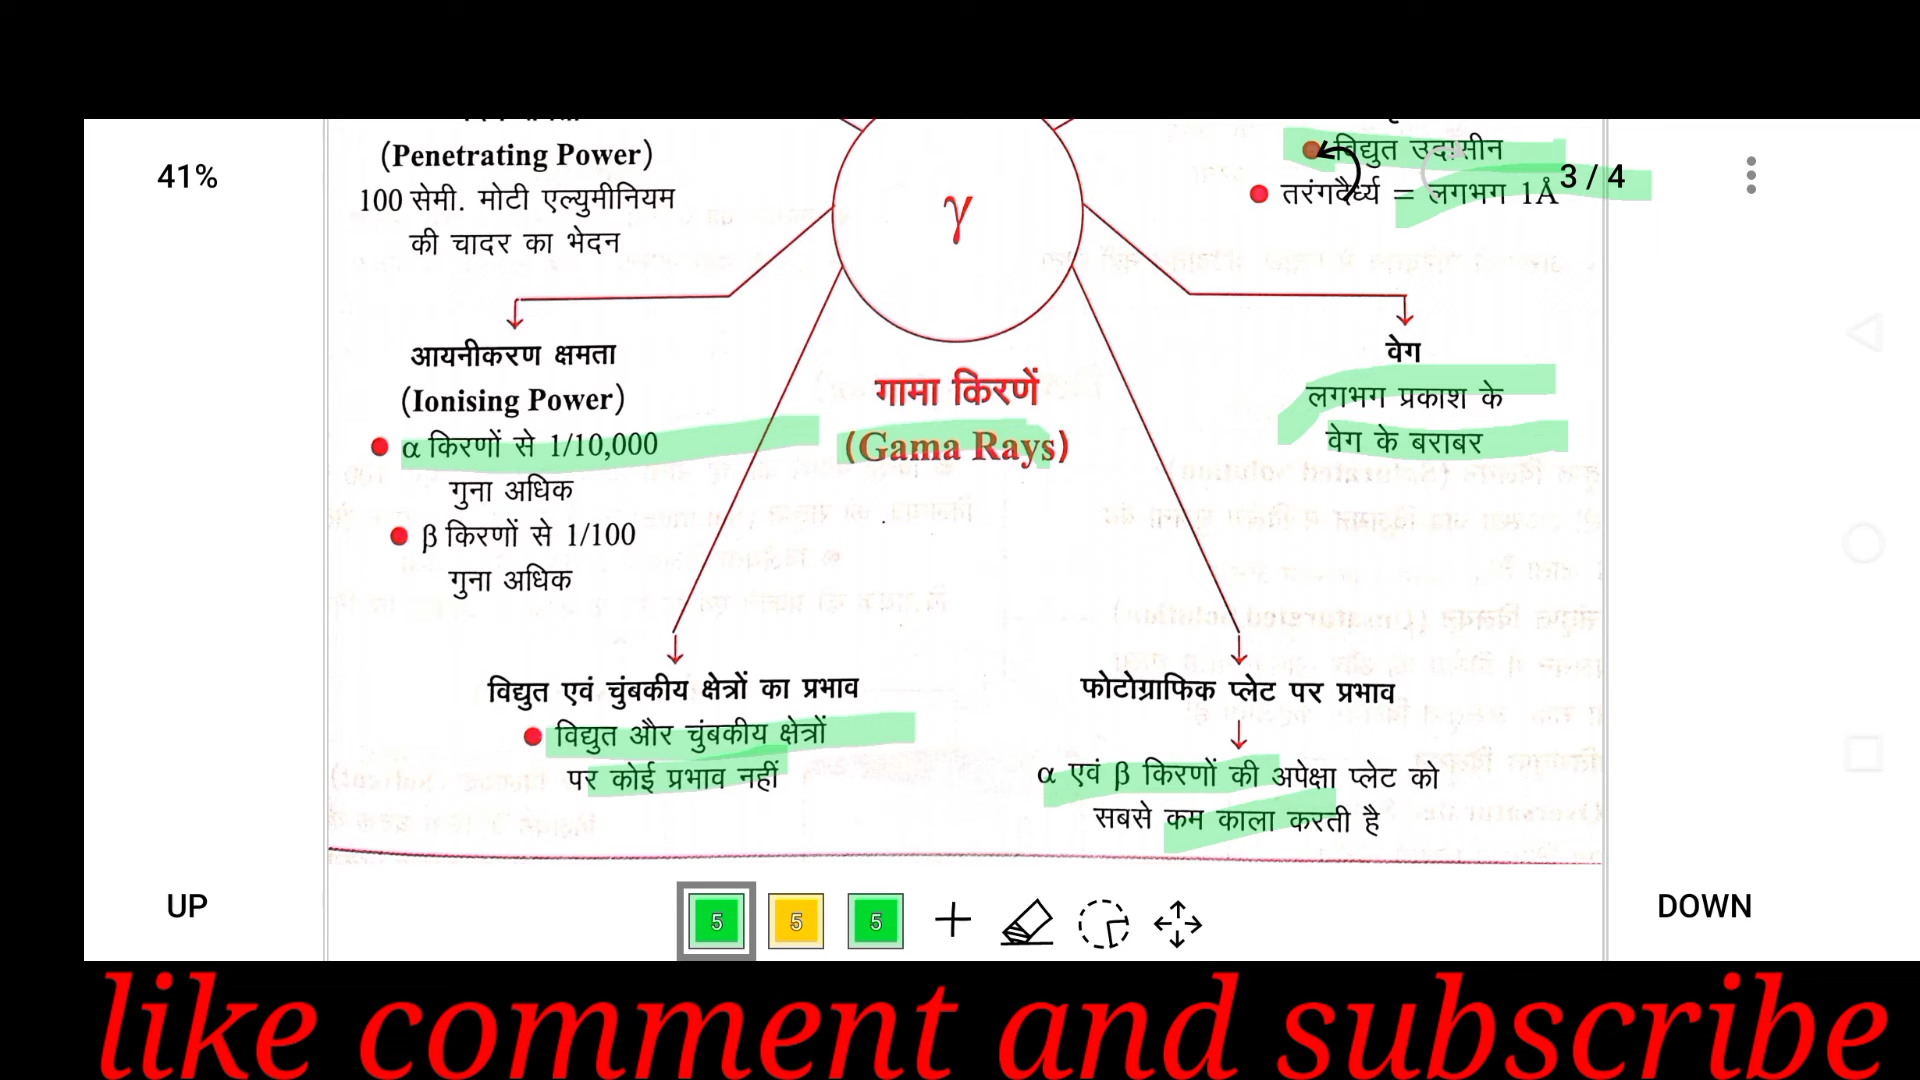 41%
(Penetrating Power)
100 सेमी. मोटी एल्युमीनियम
की चादर का भेदन
γ
विद्युत उदासीन
तरंगदैर्ध्य = लगभग 1Å
3 / 4
आयनीकरण क्षमता
(Ionising Power)
α किरणों से 1/10,000
गुना अधिक
β किरणों से 1/100
गुना अधिक
गामा किरणें
(Gama Rays)
वेग
लगभग प्रकाश के
वेग के बराबर
विद्युत एवं चुंबकीय क्षेत्रों का प्रभाव
विद्युत और चुंबकीय क्षेत्रों
पर कोई प्रभाव नहीं
फोटोग्राफिक प्लेट पर प्रभाव
α एवं β किरणों की अपेक्षा प्लेट को
सबसे कम काला करती है
UP
5
5
5
DOWN
like comment and subscribe